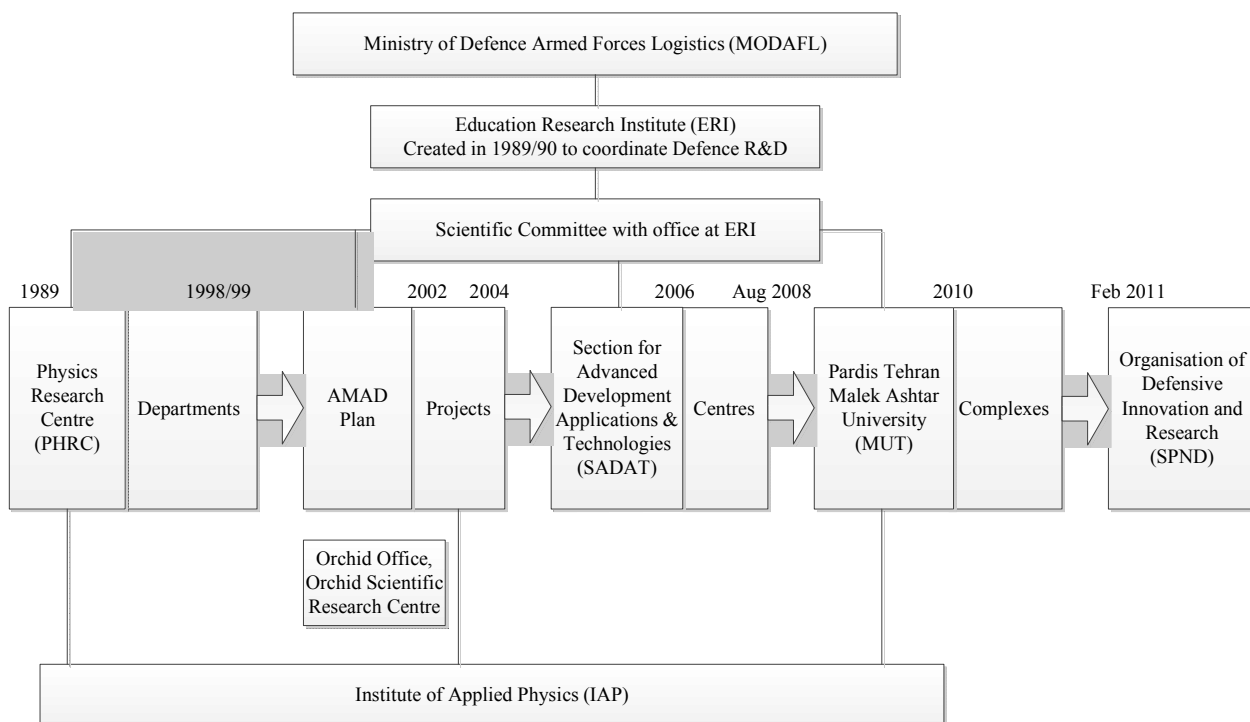 Ministry of Defence Armed Forces Logistics (MODAFL)
Education Research Institute (ERI)
Created in 1989/90 to coordinate Defence R&D
Scientific Committee with office at ERI
1989
1998/99
2002
2004
2006
Aug 2008
2010
Feb 2011
Physics
Research
Centre
(PHRC)
Departments
AMAD
Plan
Projects
Section for
Advanced
Development
Applications &
Technologies
(SADAT)
Centres
Pardis Tehran
Malek Ashtar
University
(MUT)
Complexes
Organisation of
Defensive
Innovation and
Research
(SPND)
Orchid Office,
Orchid Scientific
Research Centre
Institute of Applied Physics (IAP)